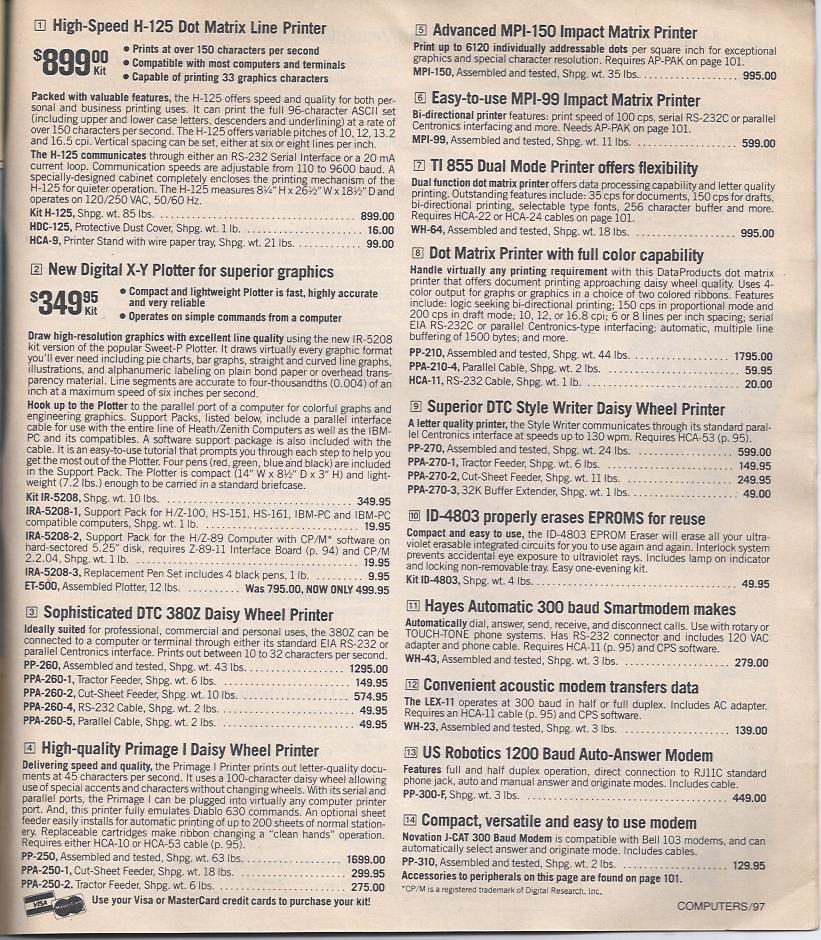 1 High-Speed H-125 Dot Matrix Line Printer
$899.00 Kit
• Prints at over 150 characters per second
• Compatible with most computers and terminals
• Capable of printing 33 graphics characters
Packed with valuable features, the H-125 offers speed and quality for both per-
sonal and business printing uses. It can print the full 96-character ASCII set
(including upper and lower case letters, descenders and underlining) at a rate of
over 150 characters per second. The H-125 offers variable pitches of 10, 12, 13.2
and 16.5 cpi. Vertical spacing can be set, either at six or eight lines per inch.
The H-125 communicates through either an RS-232 Serial Interface or a 20 mA
current loop. Communication speeds are adjustable from 110 to 9600 baud. A
specially-designed cabinet completely encloses the printing mechanism of the
H-125 for quieter operation. The H-125 measures 8¼" H x 26½" W x 18½" D and
operates on 120/250 VAC, 50/60 Hz.
Kit H-125, Shpg. wt. 85 lbs. 899.00
HDC-125, Protective Dust Cover, Shpg. wt. 1 lb. 16.00
HCA-9, Printer Stand with wire paper tray, Shpg. wt. 21 lbs. 99.00
2 New Digital X-Y Plotter for superior graphics
$349.95 Kit
• Compact and lightweight Plotter is fast, highly accurate
and very reliable
• Operates on simple commands from a computer
Draw high-resolution graphics with excellent line quality using the new IR-5208
kit version of the popular Sweet-P Plotter. It draws virtually every graphic format
you'll ever need including pie charts, bar graphs, straight and curved line graphs,
illustrations, and alphanumeric labeling on plain bond paper or overhead trans-
parency material. Line segments are accurate to four-thousandths (0.004) of an
inch at a maximum speed of six inches per second.
Hook up to the Plotter to the parallel port of a computer for colorful graphs and
engineering graphics. Support Packs, listed below, include a parallel interface
cable for use with the entire line of Heath/Zenith Computers as well as the IBM-
PC and its compatibles. A software support package is also included with the
cable. It is an easy-to-use tutorial that prompts you through each step to help you
get the most out of the Plotter. Four pens (red, green, blue and black) are included
in the Support Pack. The Plotter is compact (14" W x 8½" D x 3" H) and light-
weight (7.2 lbs.) enough to be carried in a standard briefcase.
Kit IR-5208, Shpg. wt. 10 lbs. 349.95
IRA-5208-1, Support Pack for H/Z-100, HS-151, HS-161, IBM-PC and IBM-PC
compatible computers, Shpg. wt. 1 lb. 19.95
IRA-5208-2, Support Pack for the H/Z-89 Computer with CP/M* software on
hard-sectored 5.25" disk, requires Z-89-11 Interface Board (p. 94) and CP/M
2.2.04, Shpg. wt. 1 lb. 19.95
IRA-5208-3, Replacement Pen Set includes 4 black pens, 1 lb. 9.95
ET-500, Assembled Plotter, 12 lbs. Was 795.00, NOW ONLY 499.95
3 Sophisticated DTC 380Z Daisy Wheel Printer
Ideally suited for professional, commercial and personal uses, the 380Z can be
connected to a computer or terminal through either its standard EIA RS-232 or
parallel Centronics interface. Prints out between 10 to 32 characters per second.
PP-260, Assembled and tested, Shpg. wt. 43 lbs. 1295.00
PPA-260-1, Tractor Feeder, Shpg. wt. 6 lbs. 149.95
PPA-260-2, Cut-Sheet Feeder, Shpg. wt. 10 lbs. 574.95
PPA-260-4, RS-232 Cable, Shpg. wt. 2 lbs. 49.95
PPA-260-5, Parallel Cable, Shpg. wt. 2 lbs. 49.95
4 High-quality Primage I Daisy Wheel Printer
Delivering speed and quality, the Primage I Printer prints out letter-quality docu-
ments at 45 characters per second. It uses a 100-character daisy wheel allowing
use of special accents and characters without changing wheels. With its serial and
parallel ports, the Primage I can be plugged into virtually any computer printer
port. And, this printer fully emulates Diablo 630 commands. An optional sheet
feeder easily installs for automatic printing of up to 200 sheets of normal station-
ery. Replaceable cartridges make ribbon changing a "clean hands" operation.
Requires either HCA-10 or HCA-53 cable (p. 95).
PP-250, Assembled and tested, Shpg. wt. 63 lbs. 1699.00
PPA-250-1, Cut-Sheet Feeder, Shpg. wt. 18 lbs. 299.95
PPA-250-2, Tractor Feeder, Shpg. wt. 6 lbs. 275.00
VISA MasterCard Use your Visa or MasterCard credit cards to purchase your kit!
5 Advanced MPI-150 Impact Matrix Printer
Print up to 6120 individually addressable dots per square inch for exceptional
graphics and special character resolution. Requires AP-PAK on page 101.
MPI-150, Assembled and tested, Shpg. wt. 35 lbs. 995.00
6 Easy-to-use MPI-99 Impact Matrix Printer
Bi-directional printer features: print speed of 100 cps, serial RS-232C or parallel
Centronics interfacing and more. Needs AP-PAK on page 101.
MPI-99, Assembled and tested, Shpg. wt. 11 lbs. 599.00
7 TI 855 Dual Mode Printer offers flexibility
Dual function dot matrix printer offers data processing capability and letter quality
printing. Outstanding features include: 35 cps for documents, 150 cps for drafts,
bi-directional printing, selectable type fonts, 256 character buffer and more.
Requires HCA-22 or HCA-24 cables on page 101.
WH-64, Assembled and tested, Shpg. wt. 18 lbs. 995.00
8 Dot Matrix Printer with full color capability
Handle virtually any printing requirement with this DataProducts dot matrix
printer that offers document printing approaching daisy wheel quality. Uses 4-
color output for graphs or graphics in a choice of two colored ribbons. Features
include: logic seeking bi-directional printing; 150 cps in proportional mode and
200 cps in draft mode; 10, 12, or 16.8 cpi; 6 or 8 lines per inch spacing; serial
EIA RS-232C or parallel Centronics-type interfacing; automatic, multiple line
buffering of 1500 bytes; and more.
PP-210, Assembled and tested, Shpg. wt. 44 lbs. 1795.00
PPA-210-4, Parallel Cable, Shpg. wt. 2 lbs. 59.95
HCA-11, RS-232 Cable, Shpg. wt. 1 lb. 20.00
9 Superior DTC Style Writer Daisy Wheel Printer
A letter quality printer, the Style Writer communicates through its standard paral-
lel Centronics interface at speeds up to 130 wpm. Requires HCA-53 (p. 95).
PP-270, Assembled and tested, Shpg. wt. 24 lbs. 599.00
PPA-270-1, Tractor Feeder, Shpg. wt. 6 lbs. 149.95
PPA-270-2, Cut-Sheet Feeder, Shpg. wt. 11 lbs. 249.95
PPA-270-3, 32K Buffer Extender, Shpg. wt. 1 lbs. 49.00
10 ID-4803 properly erases EPROMS for reuse
Compact and easy to use, the ID-4803 EPROM Eraser will erase all your ultra-
violet erasable integrated circuits for you to use again and again. Interlock system
prevents accidental eye exposure to ultraviolet rays. Includes lamp on indicator
and locking non-removable tray. Easy one-evening kit.
Kit ID-4803, Shpg. wt. 4 lbs. 49.95
11 Hayes Automatic 300 baud Smartmodem makes
Automatically dial, answer, send, receive, and disconnect calls. Use with rotary or
TOUCH-TONE phone systems. Has RS-232 connector and includes 120 VAC
adapter and phone cable. Requires HCA-11 (p. 95) and CPS software.
WH-43, Assembled and tested, Shpg. wt. 3 lbs. 279.00
12 Convenient acoustic modem transfers data
The LEX-11 operates at 300 baud in half or full duplex. Includes AC adapter.
Requires an HCA-11 cable (p. 95) and CPS software.
WH-23, Assembled and tested, Shpg. wt. 3 lbs. 139.00
13 US Robotics 1200 Baud Auto-Answer Modem
Features full and half duplex operation, direct connection to RJ11C standard
phone jack, auto and manual answer and originate modes. Includes cable.
PP-300-F, Shpg. wt. 3 lbs. 449.00
14 Compact, versatile and easy to use modem
Novation J-CAT 300 Baud Modem is compatible with Bell 103 modems, and can
automatically select answer and originate mode. Includes cables.
PP-310, Assembled and tested, Shpg. wt. 2 lbs. 129.95
Accessories to peripherals on this page are found on page 101.
*CP/M is a registered trademark of Digital Research, Inc.
COMPUTERS/97